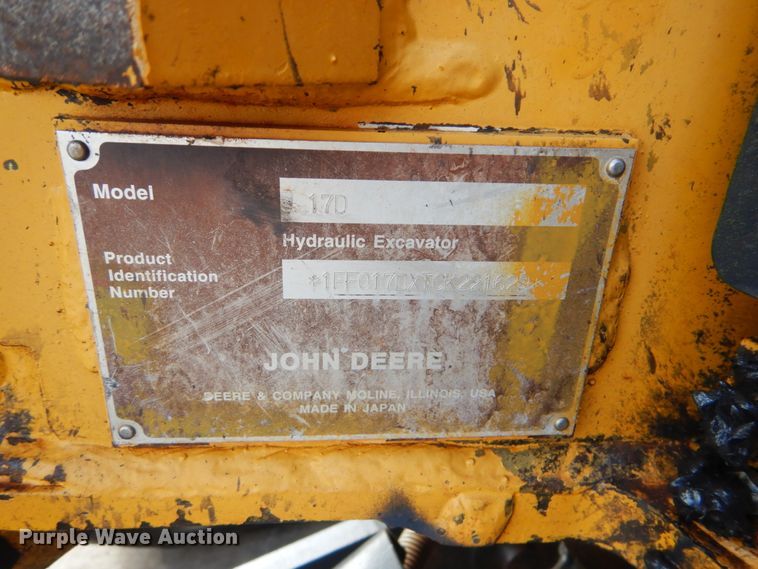 Model 17D
Hydraulic Excavator
Product
Identification
Number
JOHN DEERE
DEERE & COMPANY MOLINE, ILLINOIS, USA
MADE IN JAPAN
Purple Wave Auction